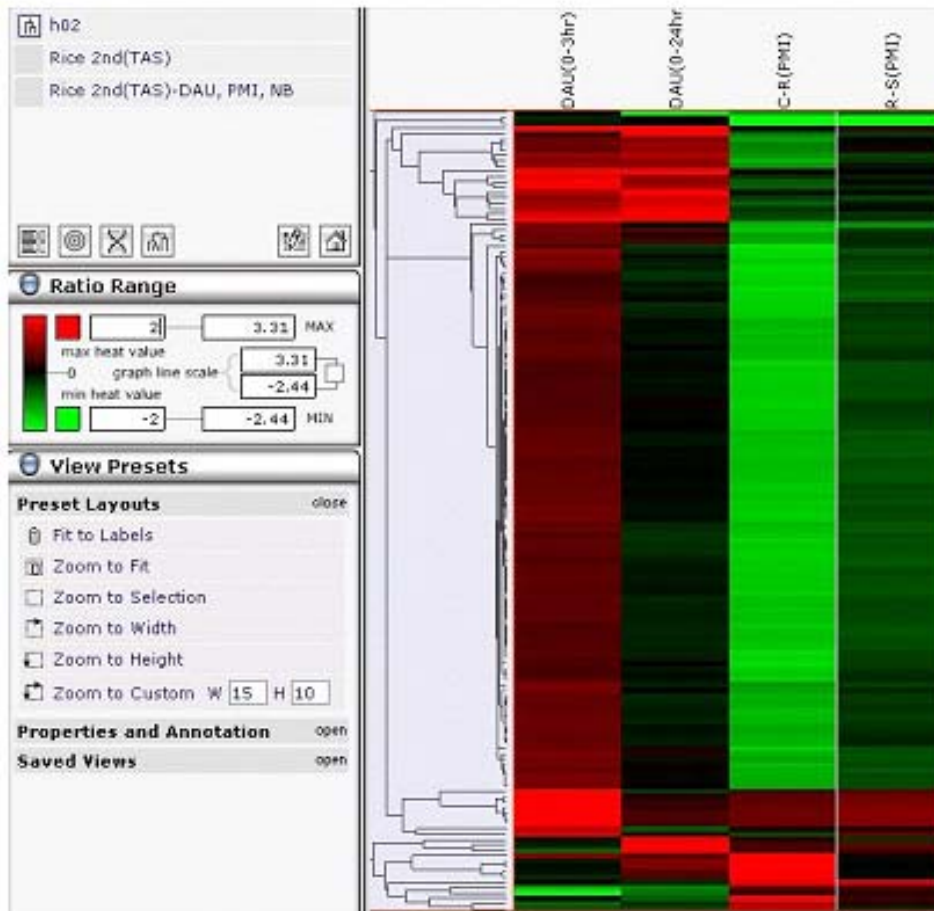 h02
Rice 2nd(TAS)
Rice 2nd(TAS)-DAU, PMI, NB
Ratio Range
2 3.31 MAX
max heat value
3.31
0 graph line scale
-2.44
min heat value
-2 -2.44 MIN
View Presets
Preset Layouts close
Fit to Labels
Zoom to Fit
Zoom to Selection
Zoom to Width
Zoom to Height
Zoom to Custom W 15 H 10
Properties and Annotation open
Saved Views open
DAU(0-3hr)
DAU(0-24hr
C-R(PMI)
R-S(PMI)